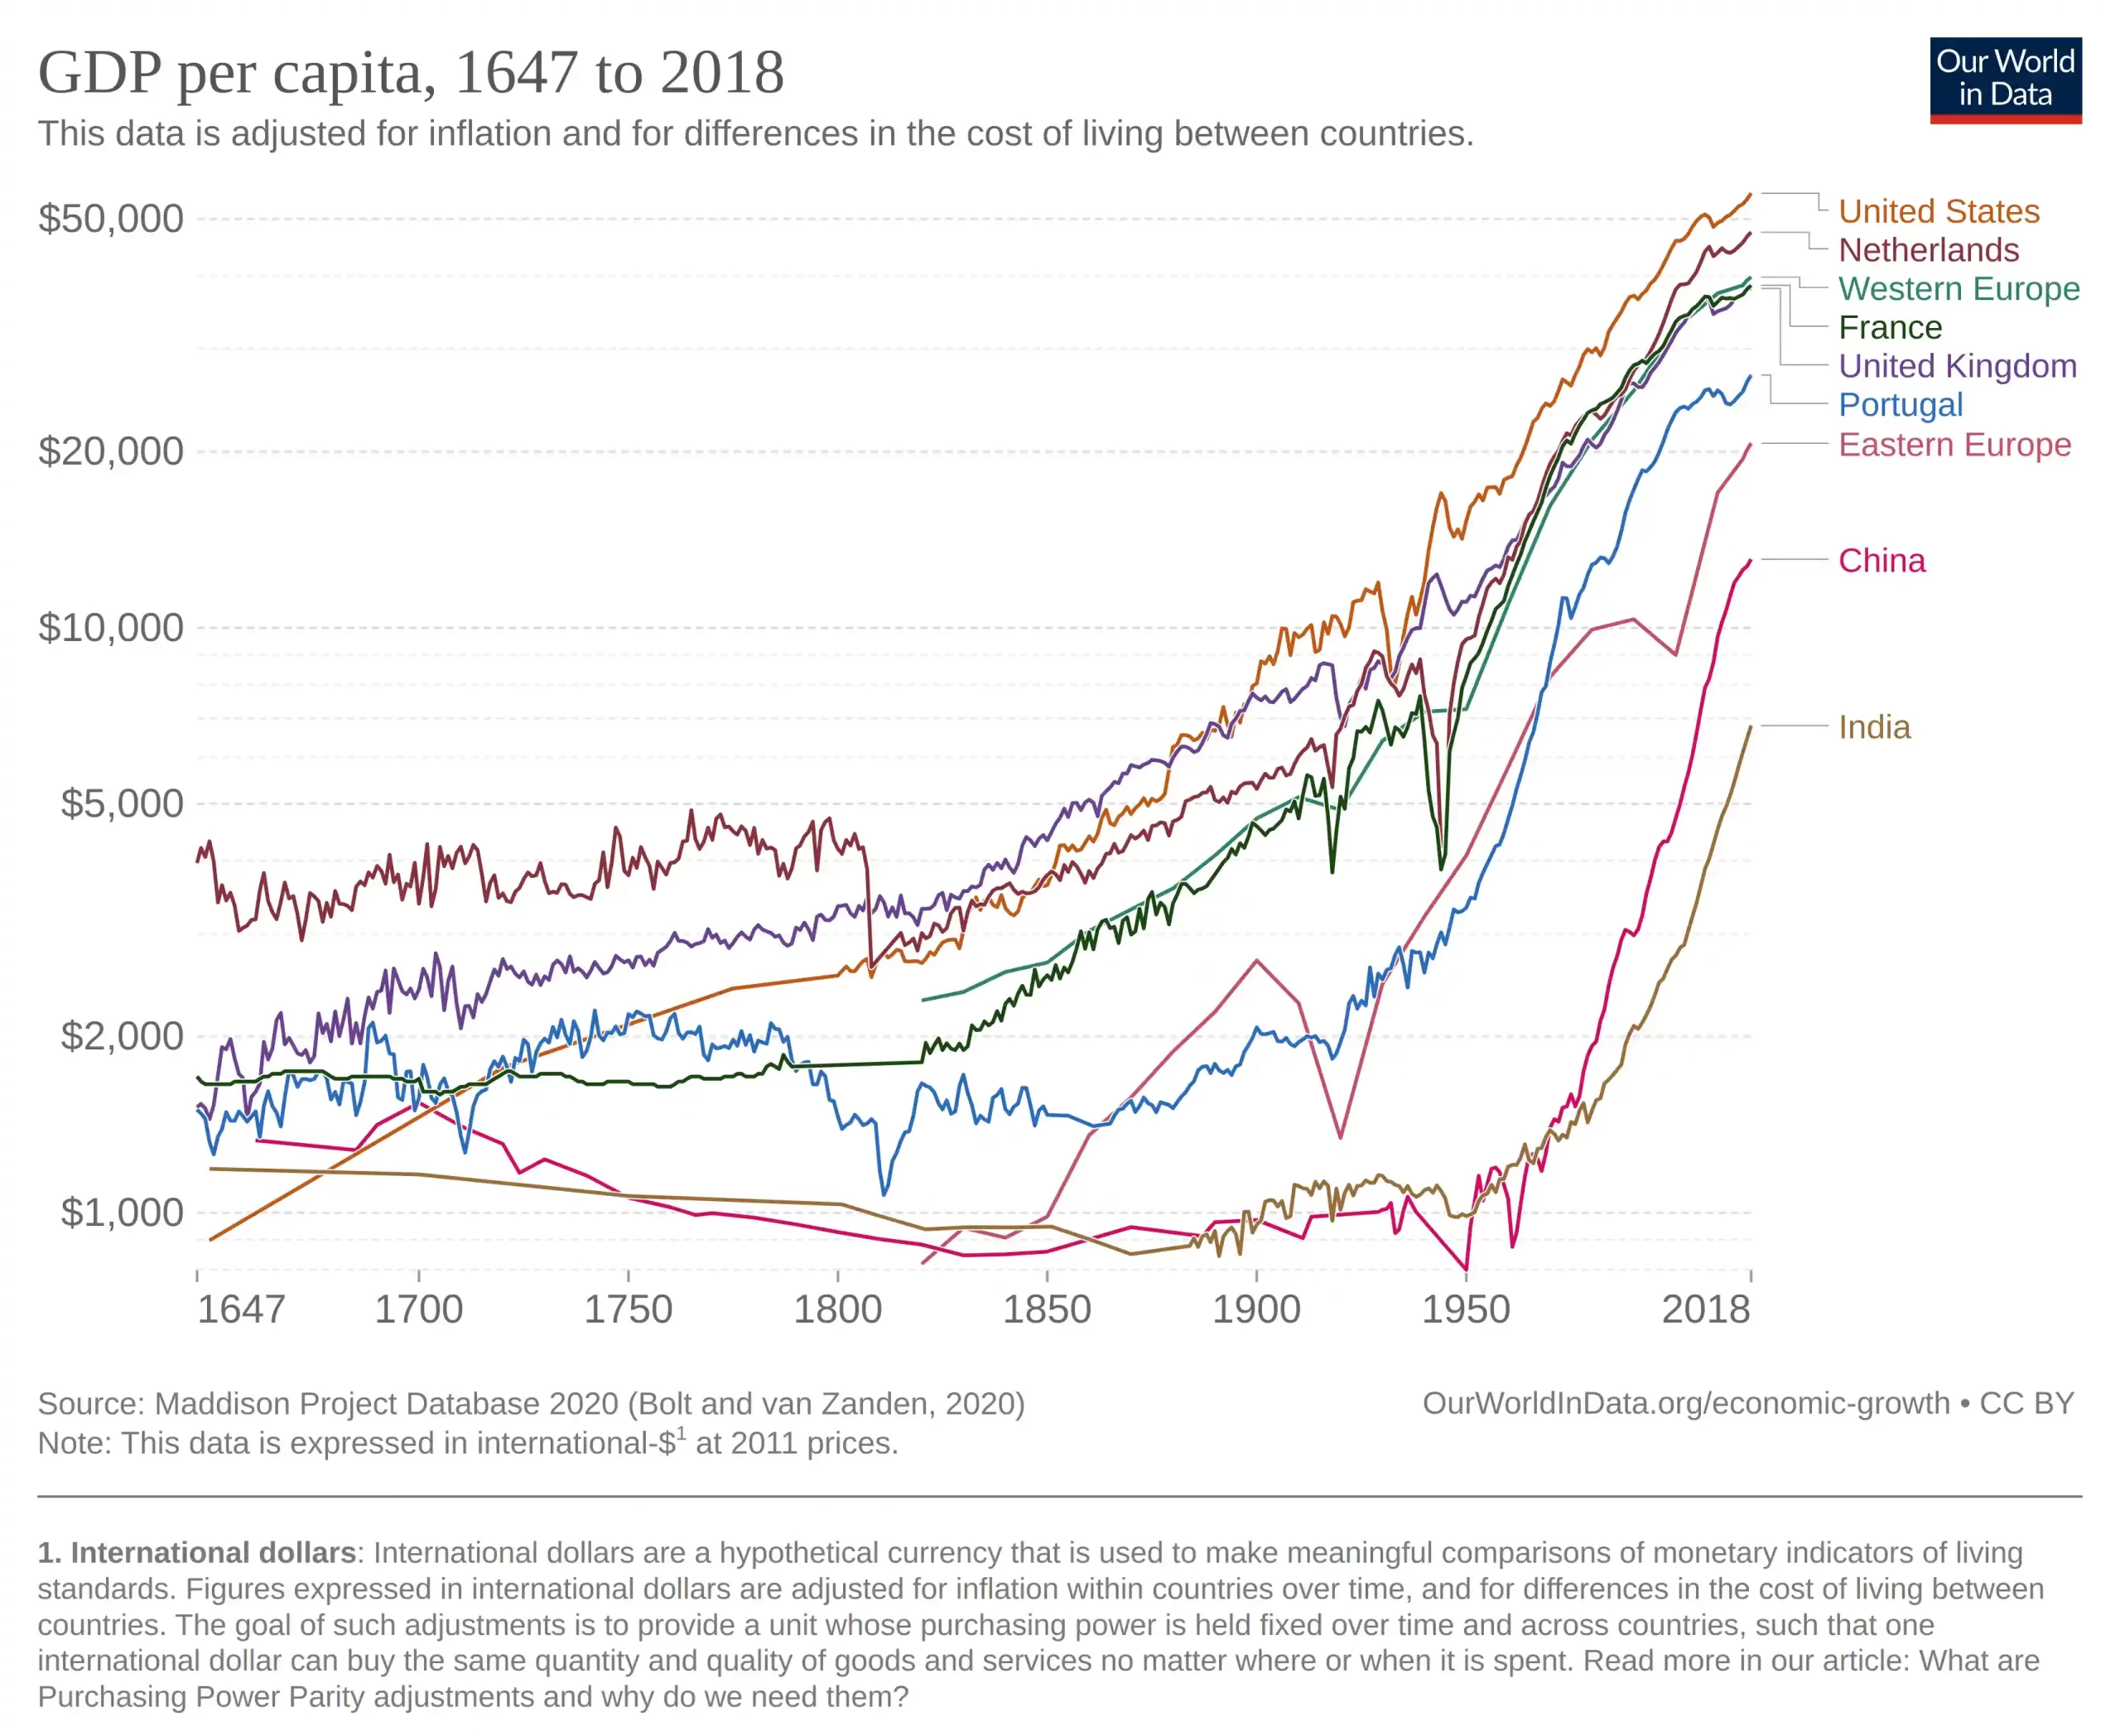 GDP per capita, 1647 to 2018
Our World
in Data
This data is adjusted for inflation and for differences in the cost of living between countries.
$50,000
$20,000
$10,000
$5,000
$2,000
$1,000
United States
Netherlands
Western Europe
France
United Kingdom
Portugal
Eastern Europe
China
India
1647
1700
1750
1800
1850
1900
1950
2018
Source: Maddison Project Database 2020 (Bolt and van Zanden, 2020)
OurWorldInData.org/economic-growth • CC BY
Note: This data is expressed in international-$1 at 2011 prices.
1. International dollars: International dollars are a hypothetical currency that is used to make meaningful comparisons of monetary indicators of living
standards. Figures expressed in international dollars are adjusted for inflation within countries over time, and for differences in the cost of living between
countries. The goal of such adjustments is to provide a unit whose purchasing power is held fixed over time and across countries, such that one
international dollar can buy the same quantity and quality of goods and services no matter where or when it is spent. Read more in our article: What are
Purchasing Power Parity adjustments and why do we need them?